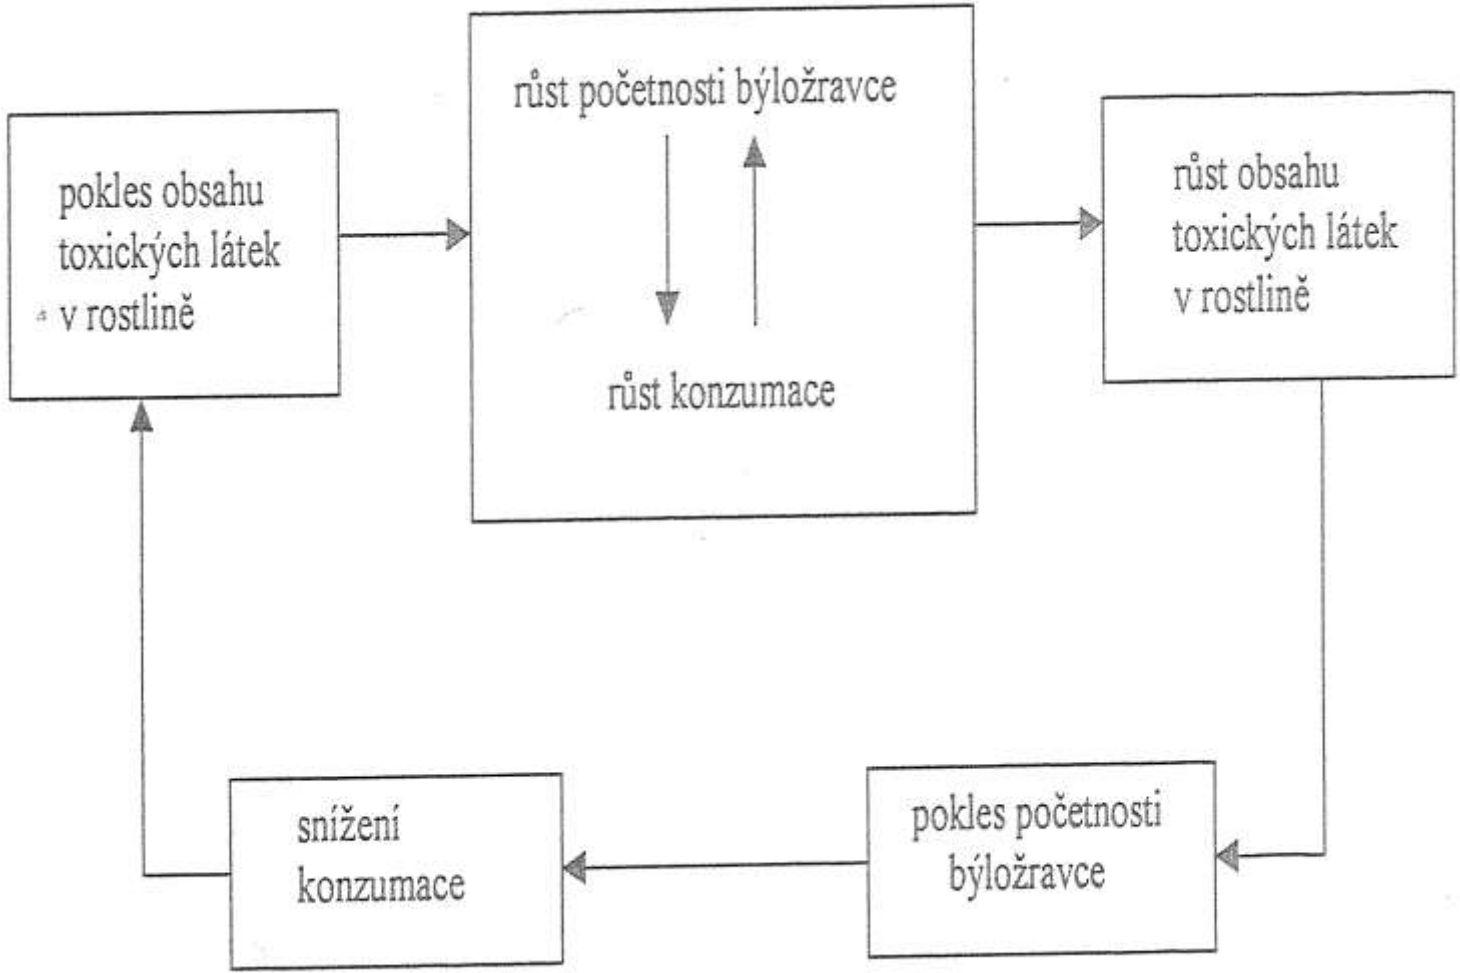 růst početnosti býložravce
růst konzumace
pokles obsahu
toxických látek
v rostlině
růst obsahu
toxických látek
v rostlině
snížení
konzumace
pokles početnosti
býložravce